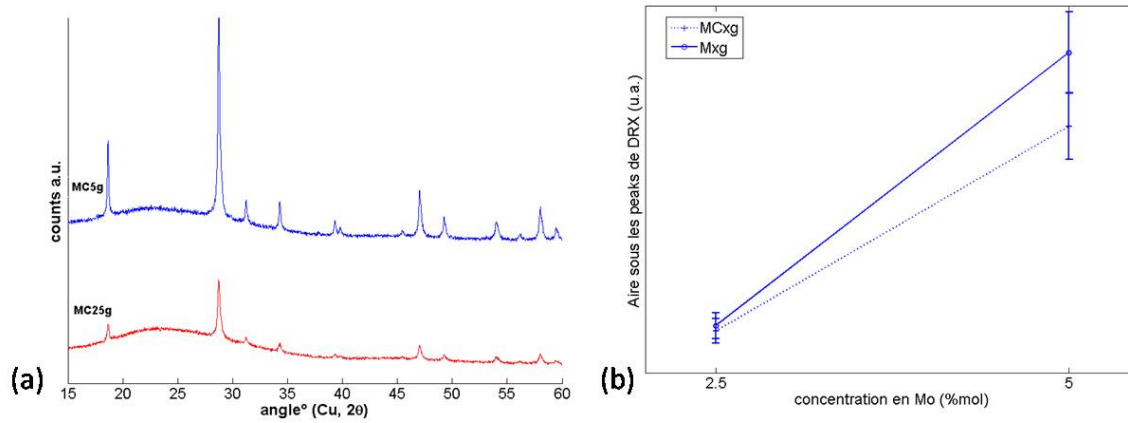 MC5g
MC25g
counts a.u.
15 20 25 30 35 40 45 50 55 60
angle° (Cu, 2θ)
(a)
MCxg
Mxg
Aire sous les peaks de DRX (u.a.)
2.5 5
concentration en Mo (%mol)
(b)